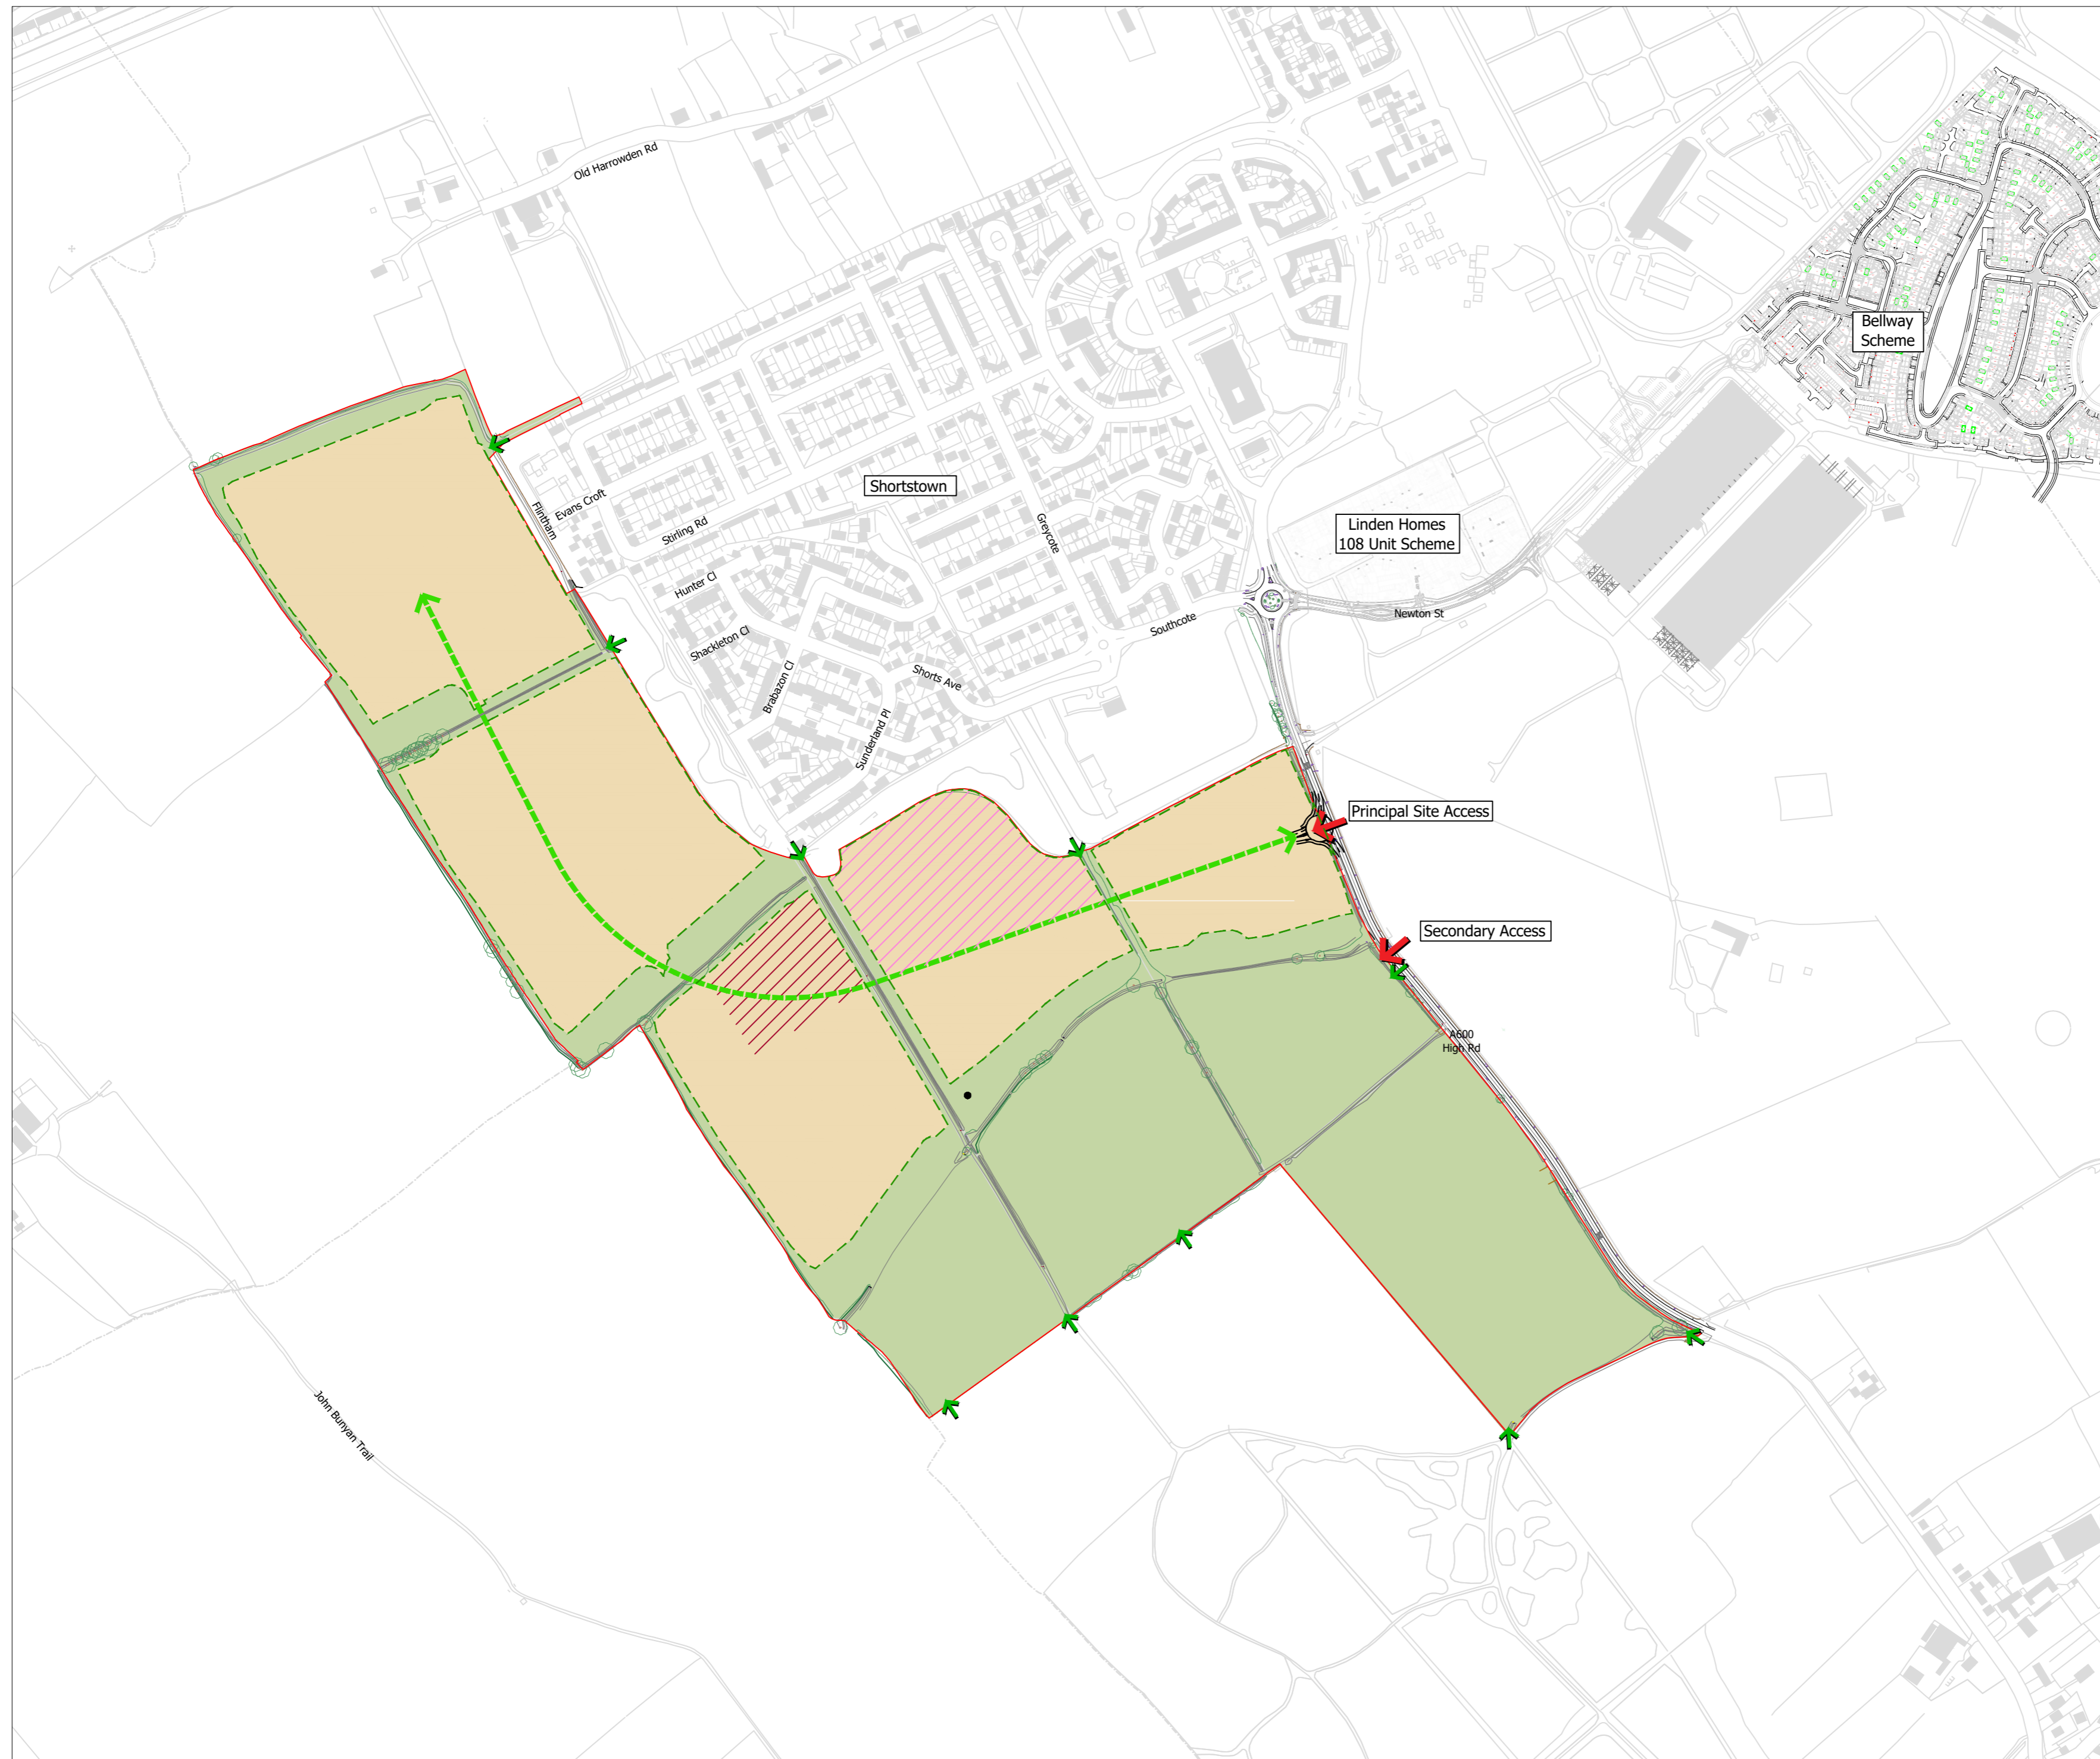 Old Harrowden Rd
Bellway
Scheme
Shortstown
Evans Croft
Flintham
Stirling Rd
Greycote
Linden Homes
108 Unit Scheme
Hunter Cl
Newton St
Southcote
Shackleton Cl
Brabazon Cl
Shorts Ave
Sunderland Pl
Principal Site Access
Secondary Access
A600
High Rd
John Bunyan Trail